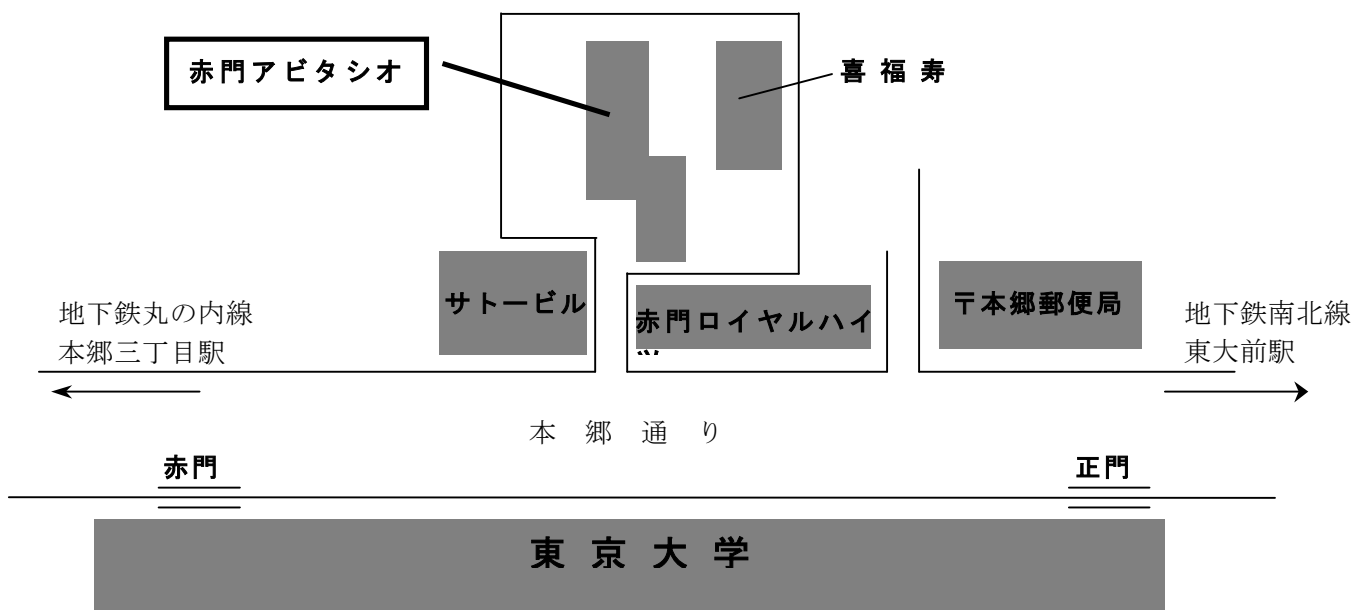 赤門アビタシオ
喜福寿
サトービル
赤門ロイヤルハイ
〒本郷郵便局
地下鉄丸の内線
本郷三丁目駅
地下鉄南北線
東大前駅
本郷通り
赤門
正門
東京大学